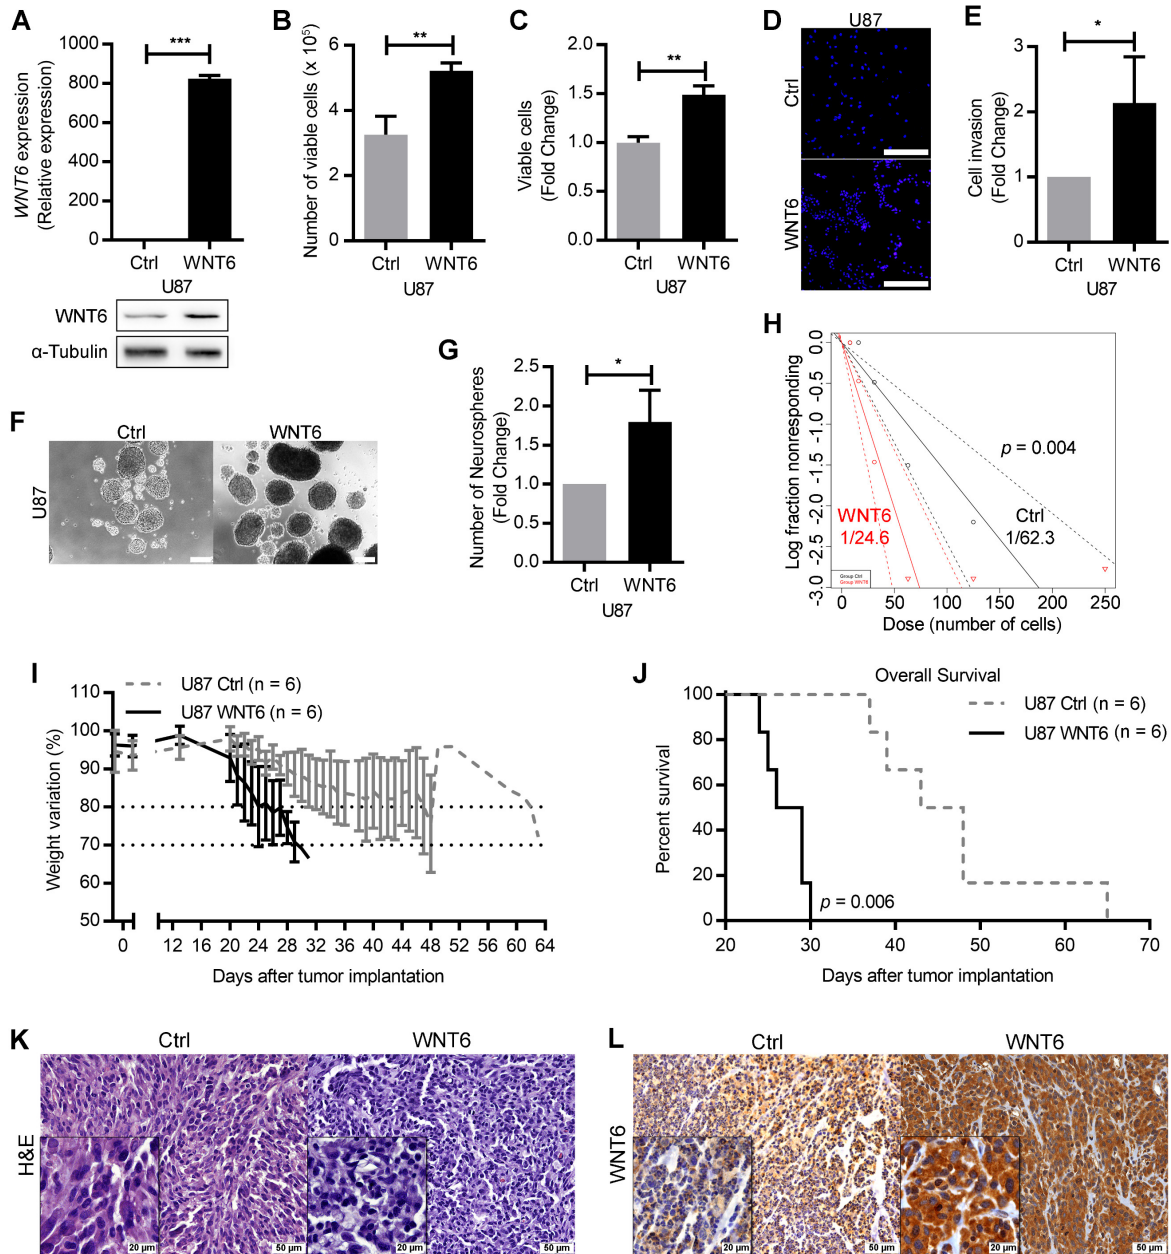 A
WNT6 expression
(Relative expression)
1000
800
600
400
200
0
***
Ctrl WNT6
U87
WNT6
α-Tubulin
B
Number of viable cells (x 10⁵)
6
4
2
0
**
Ctrl WNT6
U87
C
Viable cells
(Fold Change)
2.0
1.5
1.0
0.5
0.0
**
Ctrl WNT6
U87
D
U87
Ctrl
WNT6
E
Cell invasion
(Fold Change)
3
2
1
0
*
Ctrl WNT6
U87
F
Ctrl WNT6
U87
G
Number of Neurospheres
(Fold Change)
2.5
2.0
1.5
1.0
0.5
0.0
*
Ctrl WNT6
U87
H
Log fraction nonresponding
0.0
-0.5
-1.0
-1.5
-2.0
-2.5
-3.0
p = 0.004
WNT6
1/24.6
Ctrl
1/62.3
Group Ctrl
Group WNT6
0 50 100 150 200 250
Dose (number of cells)
I
U87 Ctrl (n = 6)
U87 WNT6 (n = 6)
Weight variation (%)
110
100
90
80
70
60
50
0 12 16 20 24 28 32 36 40 44 48 52 56 60 64
Days after tumor implantation
J
Overall Survival
U87 Ctrl (n = 6)
U87 WNT6 (n = 6)
Percent survival
100
80
60
40
20
0
p = 0.006
20 30 40 50 60 70
Days after tumor implantation
K
Ctrl WNT6
H&E
20 µm 50 µm 20 µm 50 µm
L
Ctrl WNT6
WNT6
20 µm 50 µm 20 µm 50 µm